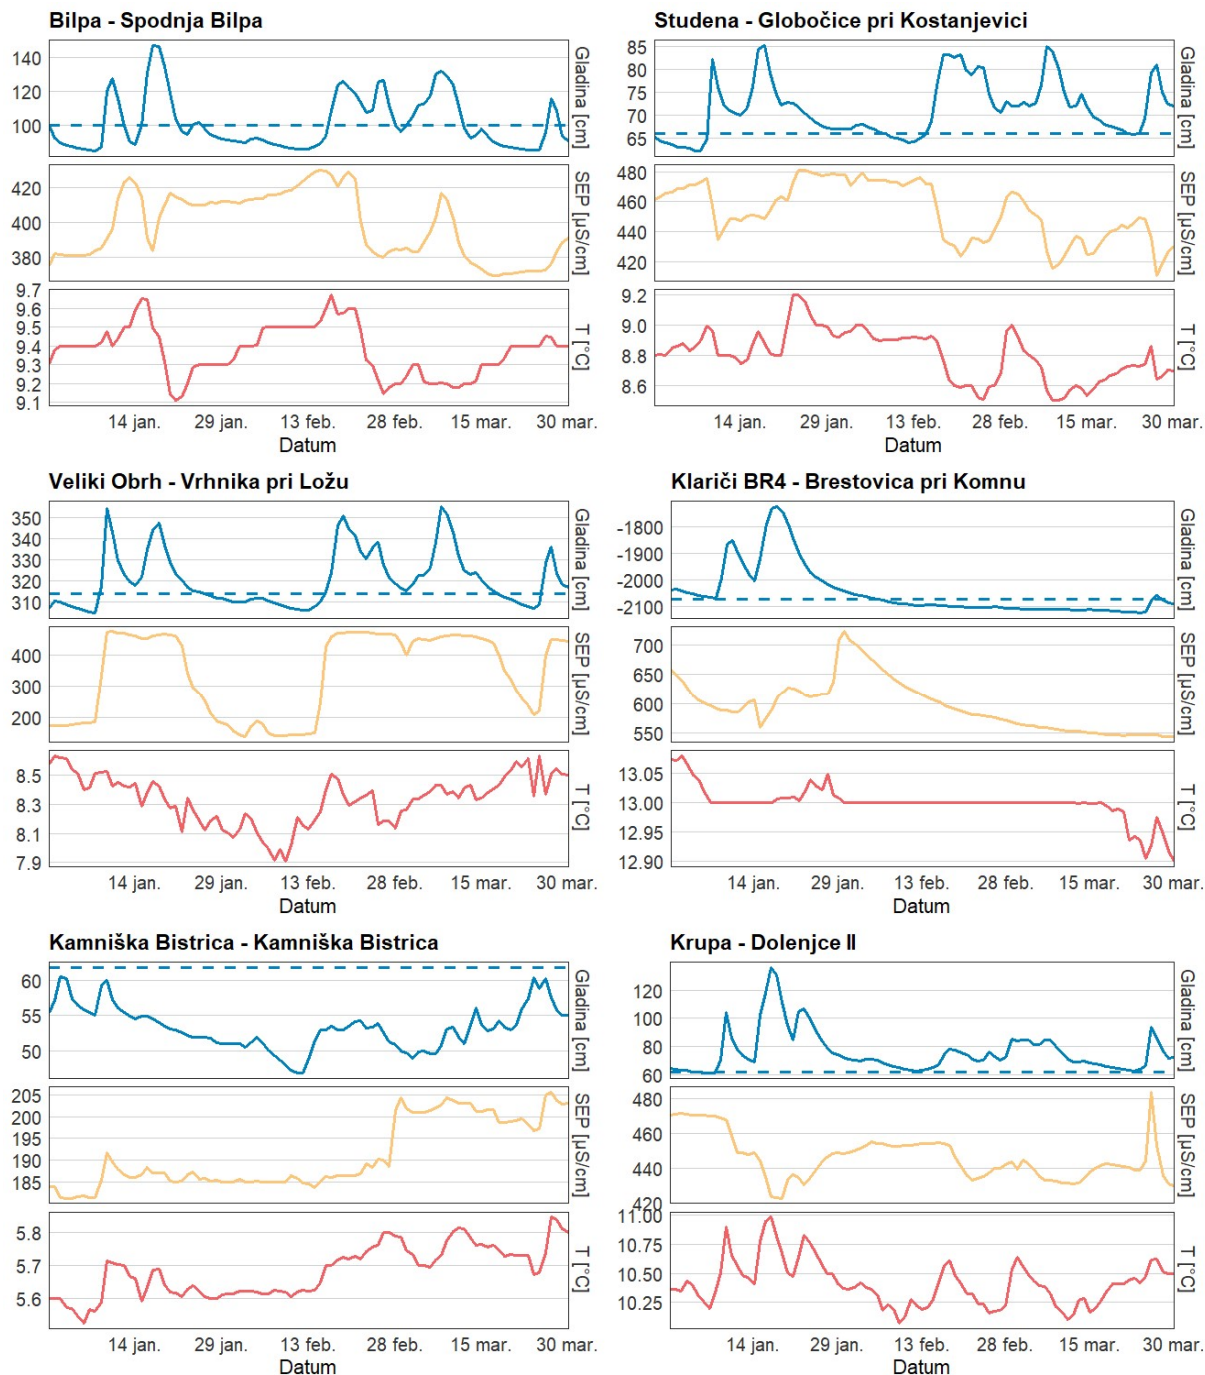 Bilpa - Spodnja Bilpa
140
120
100
Gladina [cm]
420
400
380
SEP [µS/cm]
9.7
9.6
9.5
9.4
9.3
9.2
9.1
T [°C]
14 jan. 29 jan. 13 feb. 28 feb. 15 mar. 30 mar.
Datum
Studena - Globočice pri Kostanjevici
85
80
75
70
65
Gladina [cm]
480
460
440
420
SEP [µS/cm]
9.2
9.0
8.8
8.6
T [°C]
14 jan. 29 jan. 13 feb. 28 feb. 15 mar. 30 mar.
Datum
Veliki Obrh - Vrhnika pri Ložu
350
340
330
320
310
Gladina [cm]
400
300
200
SEP [µS/cm]
8.5
8.3
8.1
7.9
T [°C]
14 jan. 29 jan. 13 feb. 28 feb. 15 mar. 30 mar.
Datum
Klariči BR4 - Brestovica pri Komnu
-1800
-1900
-2000
-2100
Gladina [cm]
700
650
600
550
SEP [µS/cm]
13.05
13.00
12.95
12.90
T [°C]
14 jan. 29 jan. 13 feb. 28 feb. 15 mar. 30 mar.
Datum
Kamniška Bistrica - Kamniška Bistrica
60
55
50
Gladina [cm]
205
200
195
190
185
SEP [µS/cm]
5.8
5.7
5.6
T [°C]
14 jan. 29 jan. 13 feb. 28 feb. 15 mar. 30 mar.
Datum
Krupa - Dolenjce II
120
100
80
60
Gladina [cm]
480
460
440
420
SEP [µS/cm]
11.00
10.75
10.50
10.25
T [°C]
14 jan. 29 jan. 13 feb. 28 feb. 15 mar. 30 mar.
Datum